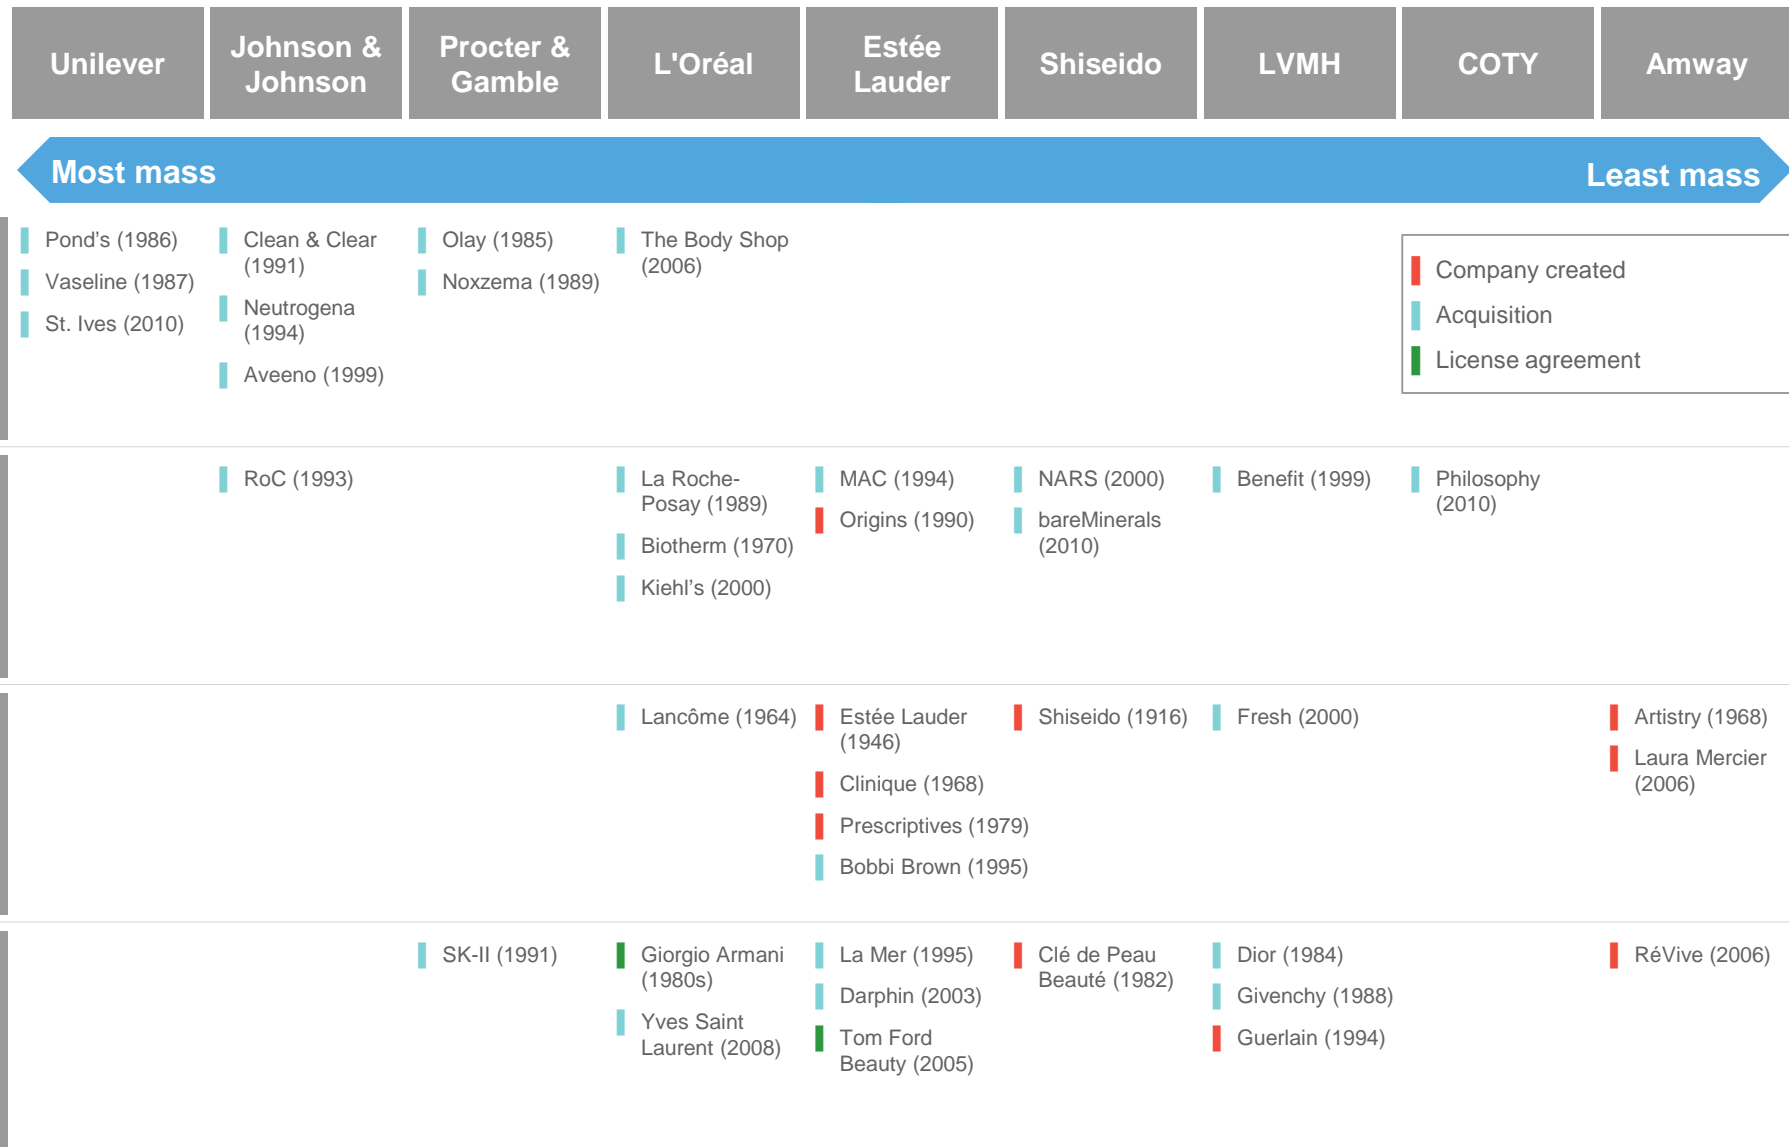 Unilever
Johnson &
Johnson
Procter &
Gamble
L'Oréal
Estée
Lauder
Shiseido
LVMH
COTY
Amway
Most mass
Least mass
Pond’s (1986)
Vaseline (1987)
St. Ives (2010)
Clean & Clear
(1991)
Neutrogena
(1994)
Aveeno (1999)
Olay (1985)
Noxzema (1989)
The Body Shop
(2006)
Company created
Acquisition
License agreement
RoC (1993)
La Roche-
Posay (1989)
Biotherm (1970)
Kiehl’s (2000)
MAC (1994)
Origins (1990)
NARS (2000)
bareMinerals
(2010)
Benefit (1999)
Philosophy
(2010)
Lancôme (1964)
Estée Lauder
(1946)
Clinique (1968)
Prescriptives (1979)
Bobbi Brown (1995)
Shiseido (1916)
Fresh (2000)
Artistry (1968)
Laura Mercier
(2006)
SK-II (1991)
Giorgio Armani
(1980s)
Yves Saint
Laurent (2008)
La Mer (1995)
Darphin (2003)
Tom Ford
Beauty (2005)
Clé de Peau
Beauté (1982)
Dior (1984)
Givenchy (1988)
Guerlain (1994)
RéVive (2006)